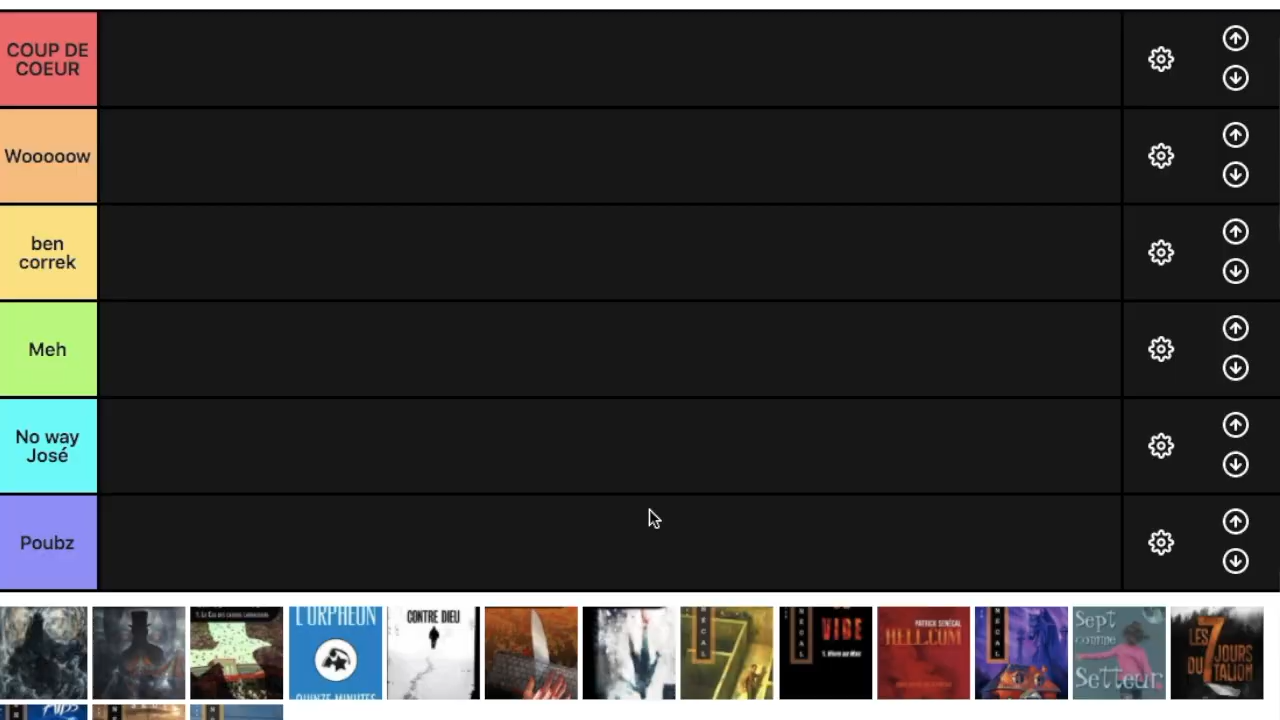 COUP DE
COEUR
Wooooow
ben
correk
Meh
No way
José
Poubz
L'ORPHEON
QUINZE MINUTES
CONTRE DIEU
VIDE
PATRICK SENÉCAL
HELL.COM
Sept
comme
Setteur
LES
7
JOURS
DU TALION